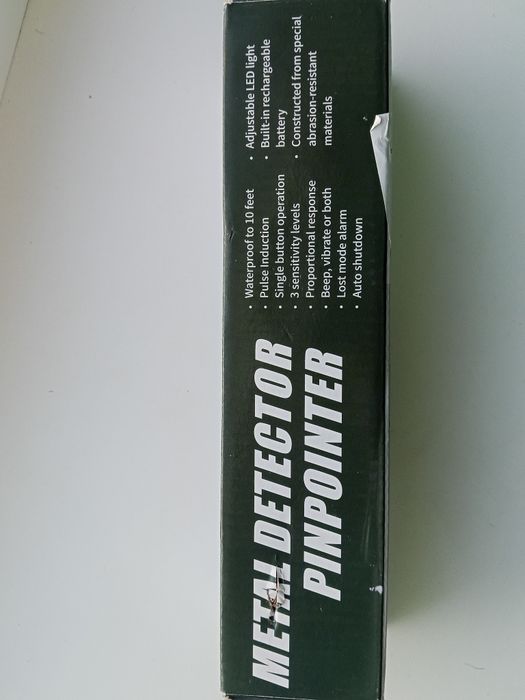 METAL DETECTOR
PINPOINTER
• Waterproof to 10 feet
• Pulse Induction
• Single button operation
• 3 sensitivity levels
• Proportional response
• Beep, vibrate or both
• Lost mode alarm
• Auto shutdown
• Adjustable LED light
• Built-in rechargeable
battery
• Constructed from special
abrasion-resistant
materials